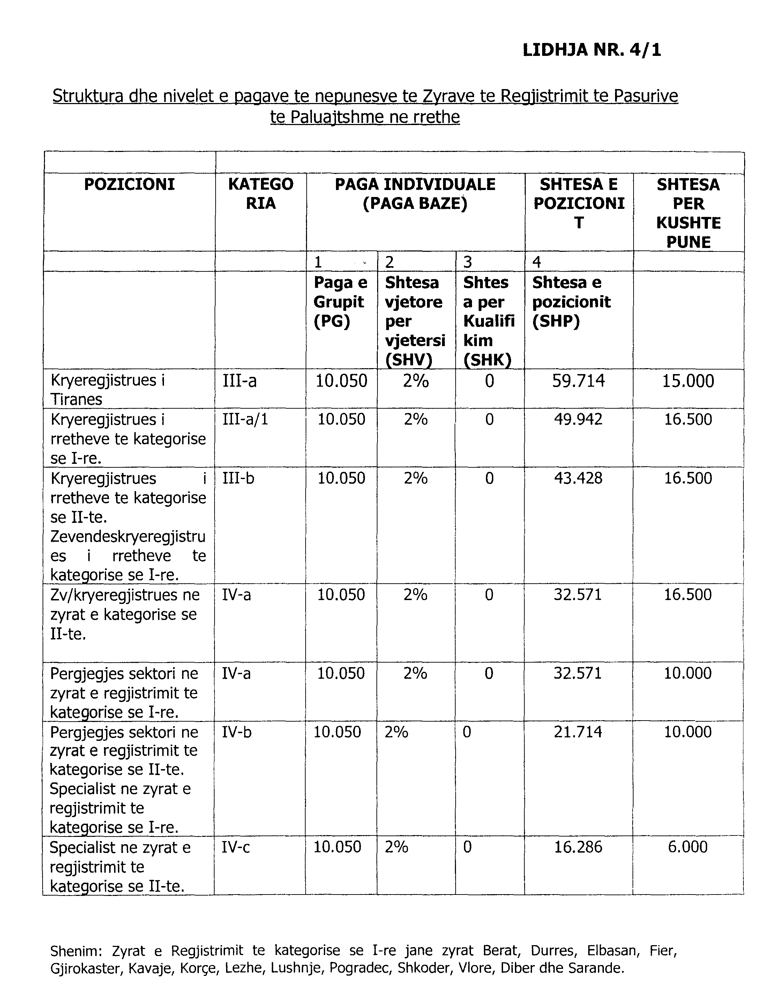 LIDHJA NR. 4/1
Struktura dhe nivelet e pagave te nepunesve te Zyrave te Regjistrimit te Pasurive
te Paluajtshme ne rrethe
POZICIONI KATEGO PAGA INDIVIDUALE SHTESA E SHTESA
RIA (PAGA BAZE) POZICIONI PER
T KUSHTE
PUNE
1 2 3 4
Paga e Shtesa Shtes Shtesa e
Grupit vjetore a per pozicionit
(PG) per Kualifi (SHP)
vjetersi kim
(SHV) (SHK)
Kryeregjistrues i III-a 10.050 2% 0 59.714 15.000
Tiranes
Kryeregjistrues i III-a/1 10.050 2% 0 49.942 16.500
rretheve te kategorise
se I-re.
Kryeregjistrues i III-b 10.050 2% 0 43.428 16.500
rretheve te kategorise
se II-te.
Zevendeskryeregjistru
es i rretheve te
kategorise se I-re.
Zv/kryeregjistrues ne IV-a 10.050 2% 0 32.571 16.500
zyrat e kategorise se
II-te.
Pergjegjes sektori ne IV-a 10.050 2% 0 32.571 10.000
zyrat e regjistrimit te
kategorise se I-re.
Pergjegjes sektori ne IV-b 10.050 2% 0 21.714 10.000
zyrat e regjistrimit te
kategorise se II-te.
Specialist ne zyrat e
regjistrimit te
kategorise se I-re.
Specialist ne zyrat e IV-c 10.050 2% 0 16.286 6.000
regjistrimit te
kategorise se II-te.
Shenim: Zyrat e Regjistrimit te kategorise se I-re jane zyrat Berat, Durres, Elbasan, Fier,
Gjirokaster, Kavaje, Korçe, Lezhe, Lushnje, Pogradec, Shkoder, Vlore, Diber dhe Sarande.